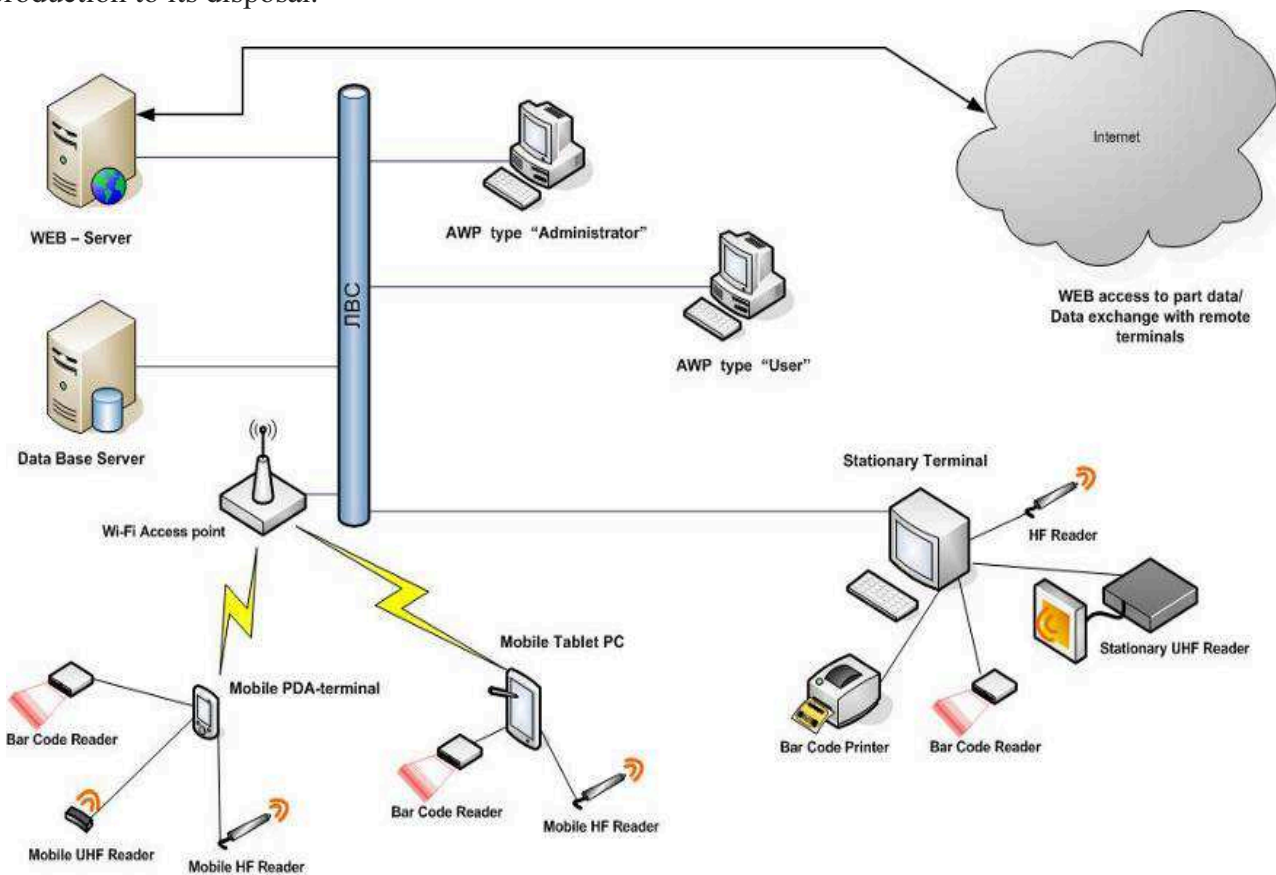 roduction to its disposal.
Internet
WEB – Server
AWP type “Administrator”
ЛВС
WEB access to part data/
Data exchange with remote
terminals
AWP type “User”
Data Base Server
Stationary Terminal
Wi-Fi Access point
HF Reader
Mobile Tablet PC
Stationary UHF Reader
Mobile PDA-terminal
Bar Code Reader
Bar Code Printer
Bar Code Reader
Bar Code Reader
Mobile HF Reader
Mobile UHF Reader
Mobile HF Reader